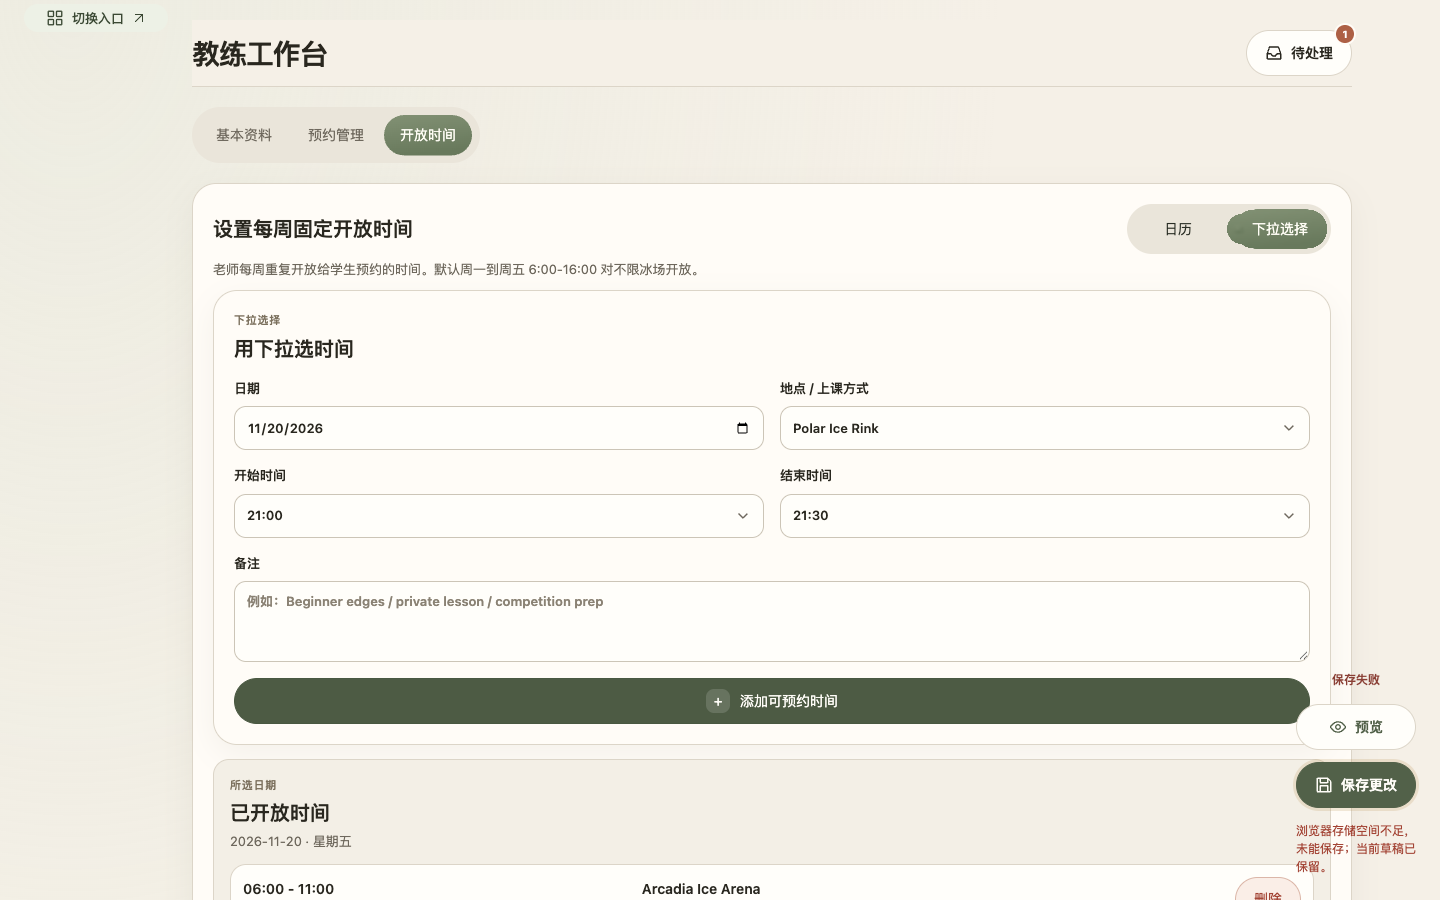 切换入口
教练工作台
待处理
1
基本资料
预约管理
开放时间
设置每周固定开放时间
日历
下拉选择
老师每周重复开放给学生预约的时间。默认周一到周五 6:00-16:00 对不限冰场开放。
下拉选择
用下拉选时间
日期
地点 / 上课方式
11/20/2026
Polar Ice Rink
开始时间
结束时间
21:00
21:30
备注
例如：Beginner edges / private lesson / competition prep
保存失败
+ 添加可预约时间
预览
所选日期
保存更改
已开放时间
2026-11-20 · 星期五
浏览器存储空间不足，
未能保存；当前草稿已
保留。
06:00 - 11:00
Arcadia Ice Arena
删除